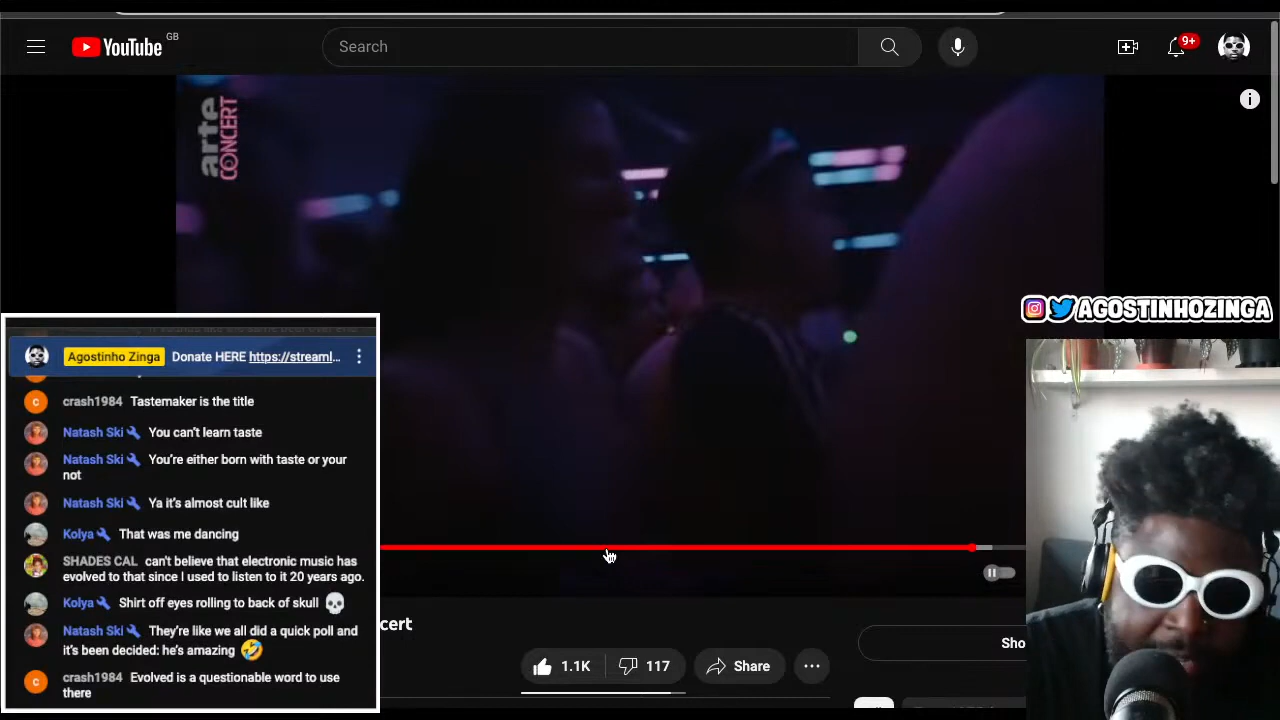 YouTube GB
Search
9+
arte
CONCERT
AGOSTINHOZINGA
Agostinho Zinga Donate HERE https://streaml...
crash1984 Tastemaker is the title
Natash Ski You can't learn taste
Natash Ski You're either born with taste or your
not
Natash Ski Ya it's almost cult like
Kolya That was me dancing
SHADES CAL can't believe that electronic music has
evolved to that since I used to listen to it 20 years ago.
Kolya Shirt off eyes rolling to back of skull 💀
Natash Ski They're like we all did a quick poll and
it's been decided: he's amazing 🤣
crash1984 Evolved is a questionable word to use
there
cert
Sho
1.1K
117
Share